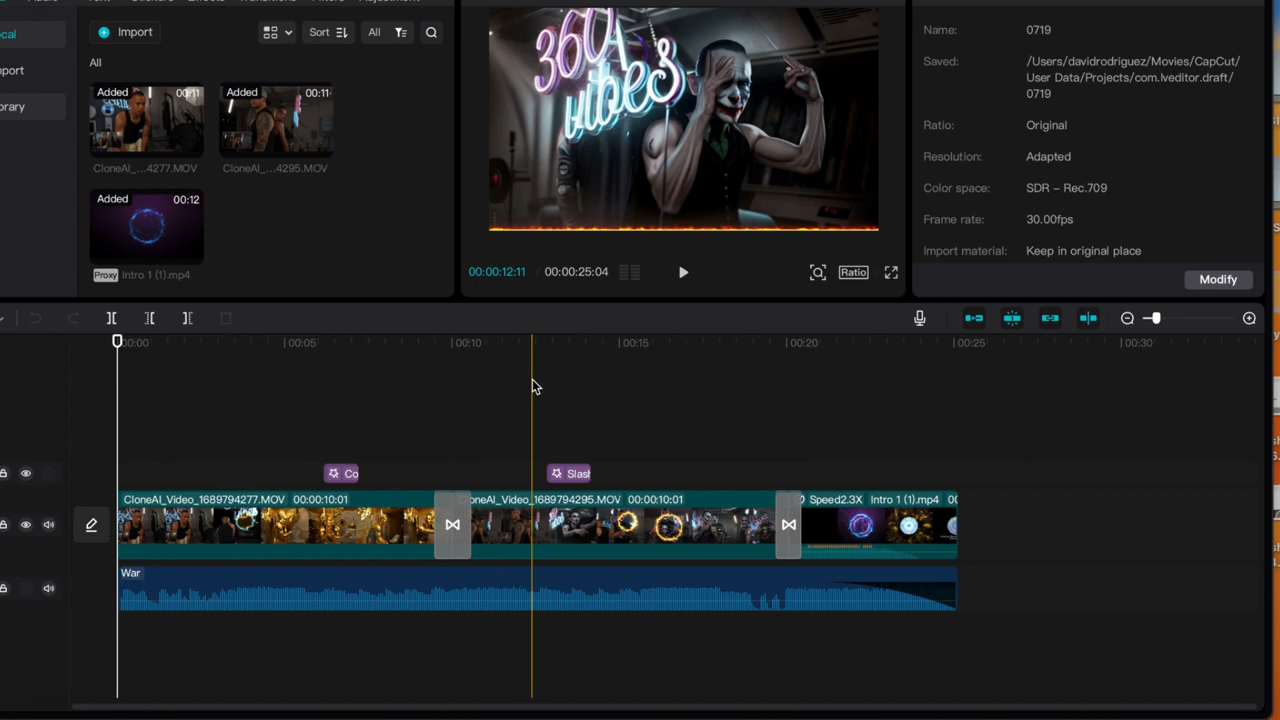 Import
Sort
All
All
Added 00:11
Added 00:11
CloneAI_...4277.MOV
CloneAI_...4295.MOV
Added 00:12
Proxy Intro 1 (1).mp4
360
vibes
00:00:12:11 00:00:25:04
Ratio
Name: 0719
Saved: /Users/davidrodriguez/Movies/CapCut/
User Data/Projects/com.lveditor.draft/
0719
Ratio: Original
Resolution: Adapted
Color space: SDR – Rec.709
Frame rate: 30.00fps
Import material: Keep in original place
Modify
00:00 00:05 00:10 00:15 00:20 00:25 00:30
Co
Slas
CloneAI_Video_1689794277.MOV 00:00:10:01
oneAI_Video_1689794295.MOV 00:00:10:01
Speed2.3X Intro 1 (1).mp4 00
War